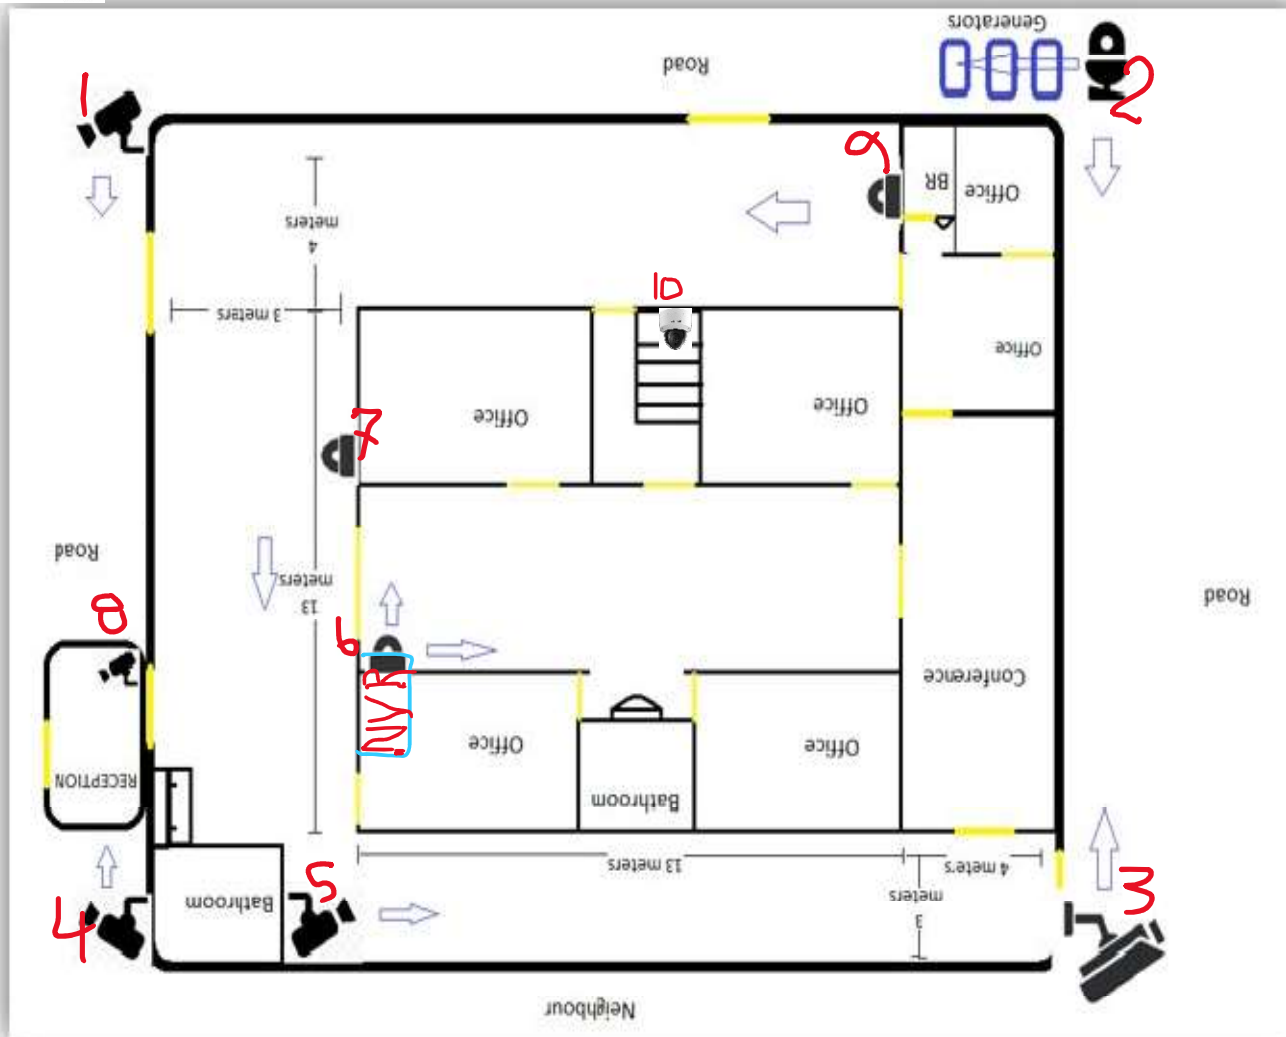 Generators
Road
1
2
9
BR
Office
meters
4
10
3 meters
Office
Office
Office
7
Road
meters
13
8
Road
6
NVR
Conference
Office
Office
RECEPTION
Bathroom
13 meters
4 meters
5
3
Bathroom
meters
3
4
Neighbour